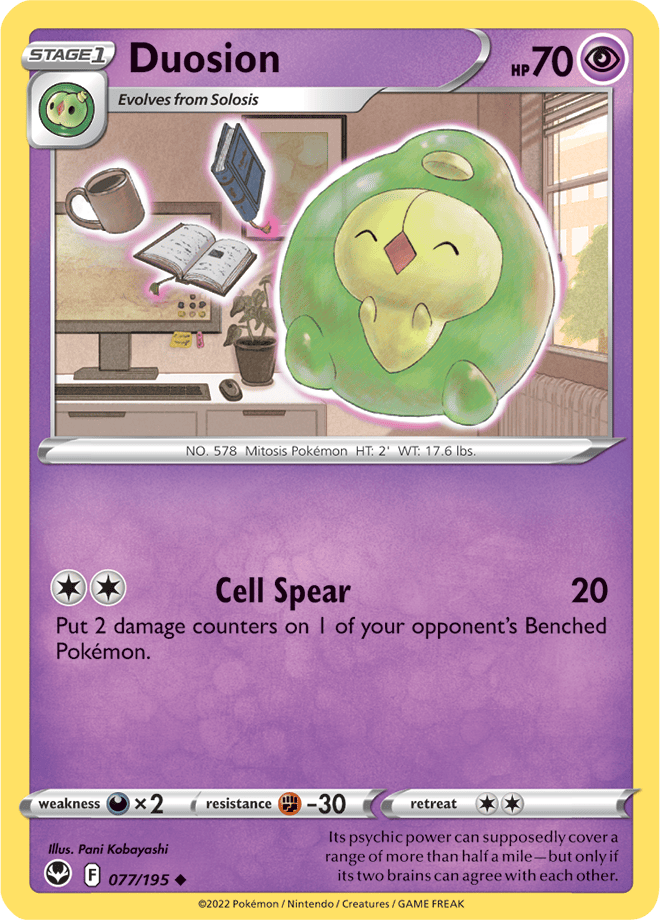 STAGE1
Duosion
HP70
Evolves from Solosis
NO. 578 Mitosis Pokémon HT: 2' WT: 17.6 lbs.
Cell Spear 20
Put 2 damage counters on 1 of your opponent's Benched
Pokémon.
weakness ×2 resistance -30 retreat
Illus. Pani Kobayashi
F 077/195
Its psychic power can supposedly cover a
range of more than half a mile—but only if
its two brains can agree with each other.
©2022 Pokémon / Nintendo / Creatures / GAME FREAK